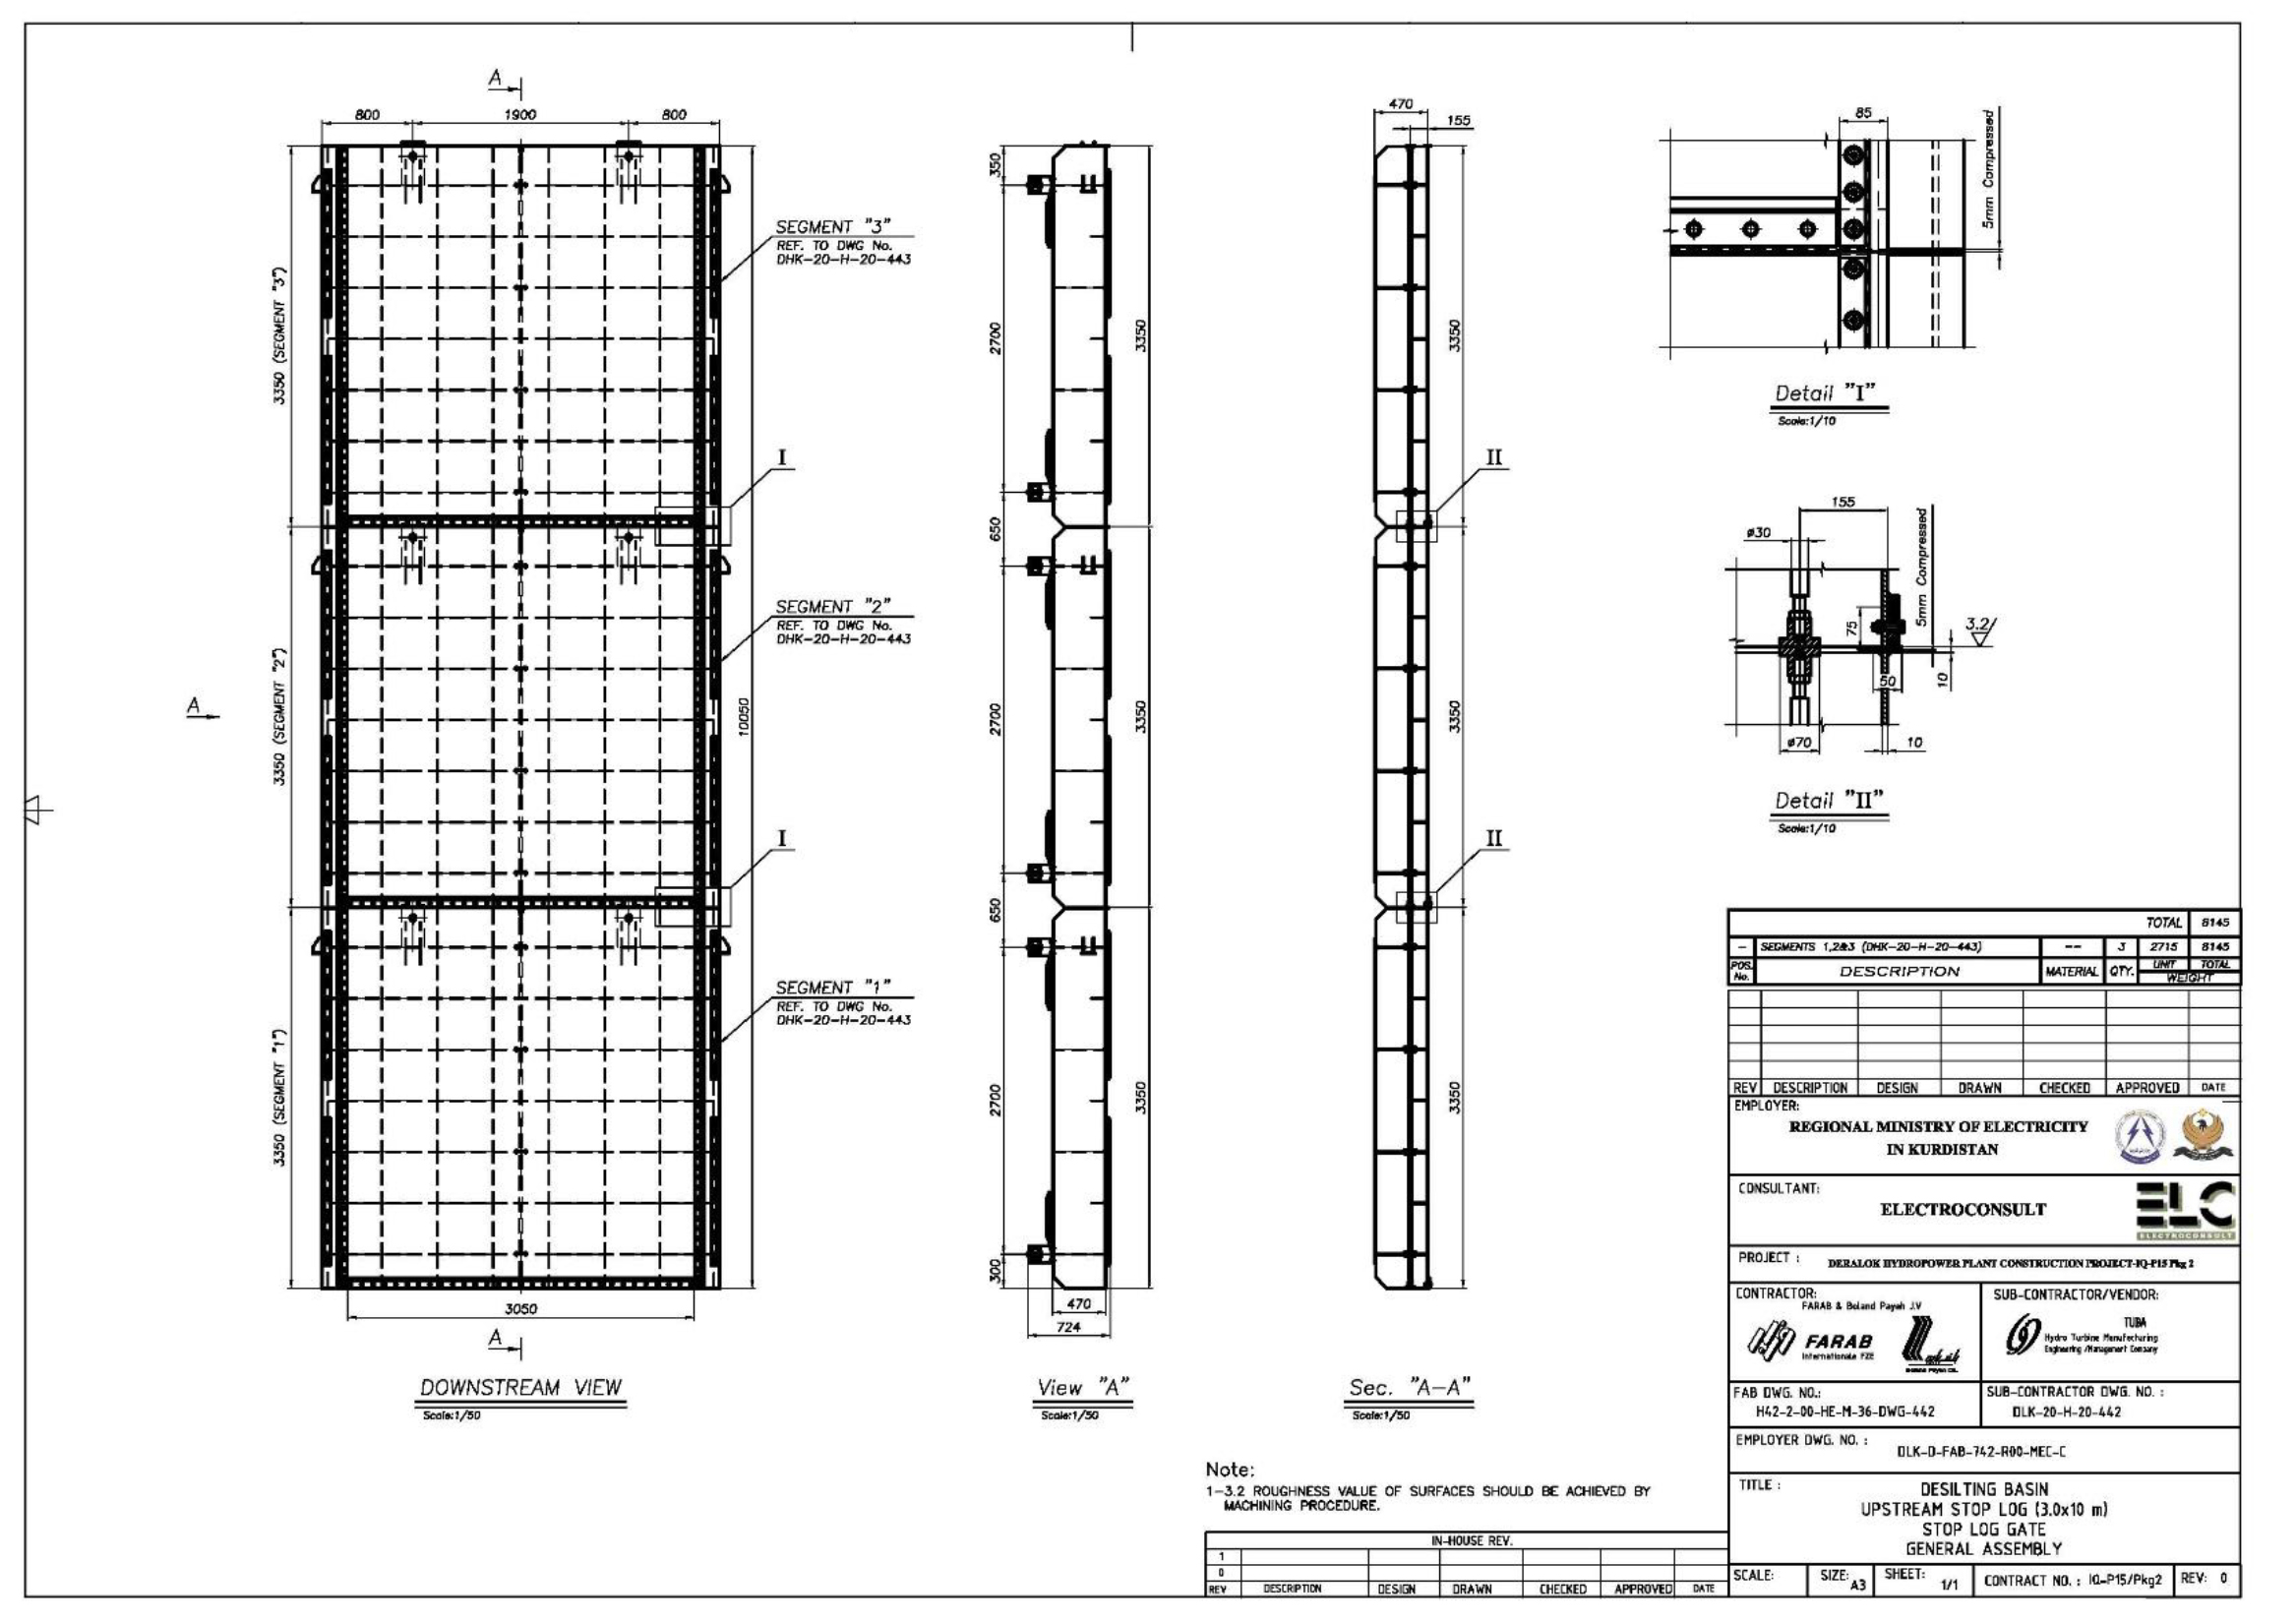 A
800
1900
800
3350 (SEGMENT "3")
SEGMENT "3"
REF. TO DWG No.
DHK-20-H-20-443
I
3350 (SEGMENT "2")
SEGMENT "2"
REF. TO DWG No.
DHK-20-H-20-443
10050
A
I
3350 (SEGMENT "1")
SEGMENT "1"
REF. TO DWG No.
DHK-20-H-20-443
3050
A
DOWNSTREAM VIEW
Scale:1/50
350
2700
3350
650
2700
3350
650
2700
3350
300
470
724
View "A"
Scale:1/50
470
155
3350
II
3350
II
3350
Sec. "A-A"
Scale:1/50
85
5mm Compressed
Detail "I"
Scale:1/10
155
ø30
5mm Compressed
75
3.2/
50
10
ø70
10
Detail "II"
Scale:1/10
TOTAL 8145
- SEGMENTS 1,2&3 (DHK-20-H-20-443) -- 3 2715 8145
POS. No. DESCRIPTION MATERIAL QTY. UNIT TOTAL
WEIGHT
REV DESCRIPTION DESIGN DRAWN CHECKED APPROVED DATE
EMPLOYER:
REGIONAL MINISTRY OF ELECTRICITY
IN KURDISTAN
CONSULTANT:
ELECTROCONSULT
ELC
ELECTROCONSULT
PROJECT :
DERALOK HYDROPOWER PLANT CONSTRUCTION PROJECT-IQ-P15 Pkg 2
CONTRACTOR:
FARAB & Boland Payeh J.V
FARAB
Internationale FZE
SUB-CONTRACTOR/VENDOR:
TUBA
Hydro Turbine Manufacturing
Engineering /Management Company
FAB DWG. NO.:
H42-2-00-HE-M-36-DWG-442
SUB-CONTRACTOR DWG. NO. :
DLK-20-H-20-442
EMPLOYER DWG. NO. :
DLK-D-FAB-742-R00-MEC-C
TITLE :
DESILTING BASIN
UPSTREAM STOP LOG (3.0x10 m)
STOP LOG GATE
GENERAL ASSEMBLY
SCALE:
SIZE: A3
SHEET: 1/1
CONTRACT NO. : IQ-P15/Pkg2
REV: 0
Note:
1-3.2 ROUGHNESS VALUE OF SURFACES SHOULD BE ACHIEVED BY
MACHINING PROCEDURE.
IN-HOUSE REV.
1
0
REV DESCRIPTION DESIGN DRAWN CHECKED APPROVED DATE